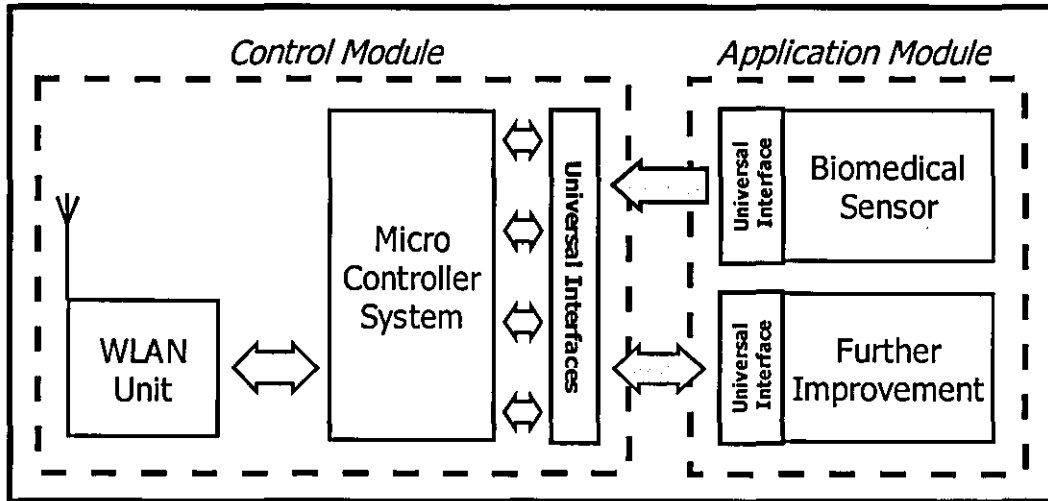 Control Module
Application Module
WLAN
Unit
Micro
Controller
System
Universal Interfaces
Universal
Interface
Biomedical
Sensor
Universal
Interface
Further
Improvement